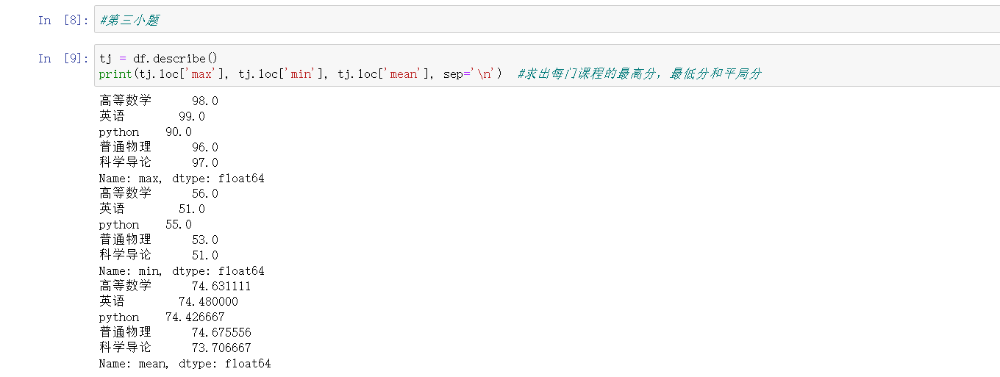 In [8]: #第三小题
In [9]: tj = df.describe()
print(tj.loc['max'], tj.loc['min'], tj.loc['mean'], sep='\n')  #求出每门课程的最高分，最低分和平局分
高等数学      98.0
英语        99.0
python    90.0
普通物理      96.0
科学导论      97.0
Name: max, dtype: float64
高等数学      56.0
英语        51.0
python    55.0
普通物理      53.0
科学导论      51.0
Name: min, dtype: float64
高等数学      74.631111
英语        74.480000
python    74.426667
普通物理      74.675556
科学导论      73.706667
Name: mean, dtype: float64